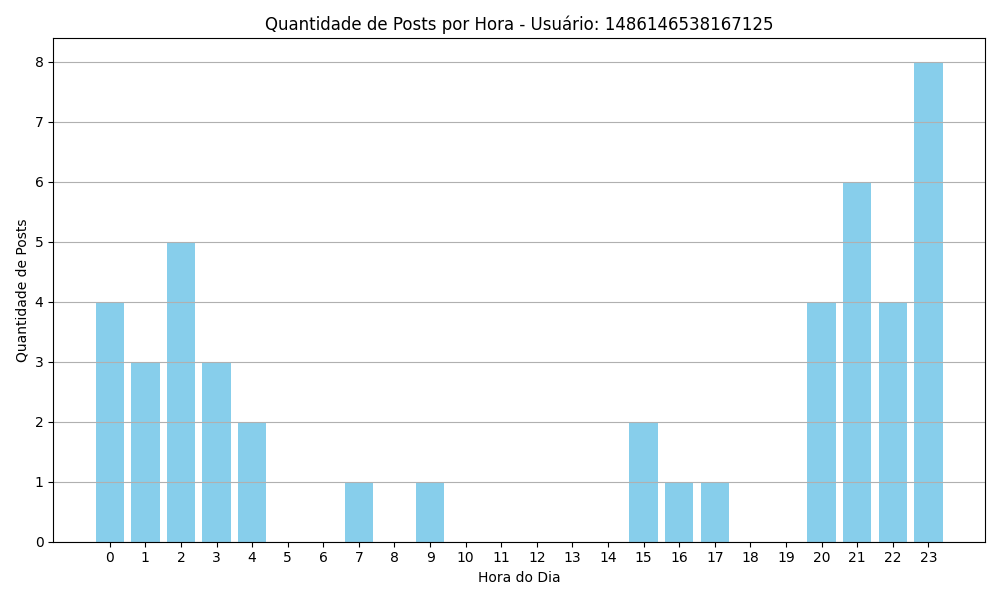 Quantidade de Posts por Hora - Usuário: 1486146538167125
Quantidade de Posts
8
7
6
5
4
3
2
1
0
0 1 2 3 4 5 6 7 8 9 10 11 12 13 14 15 16 17 18 19 20 21 22 23
Hora do Dia